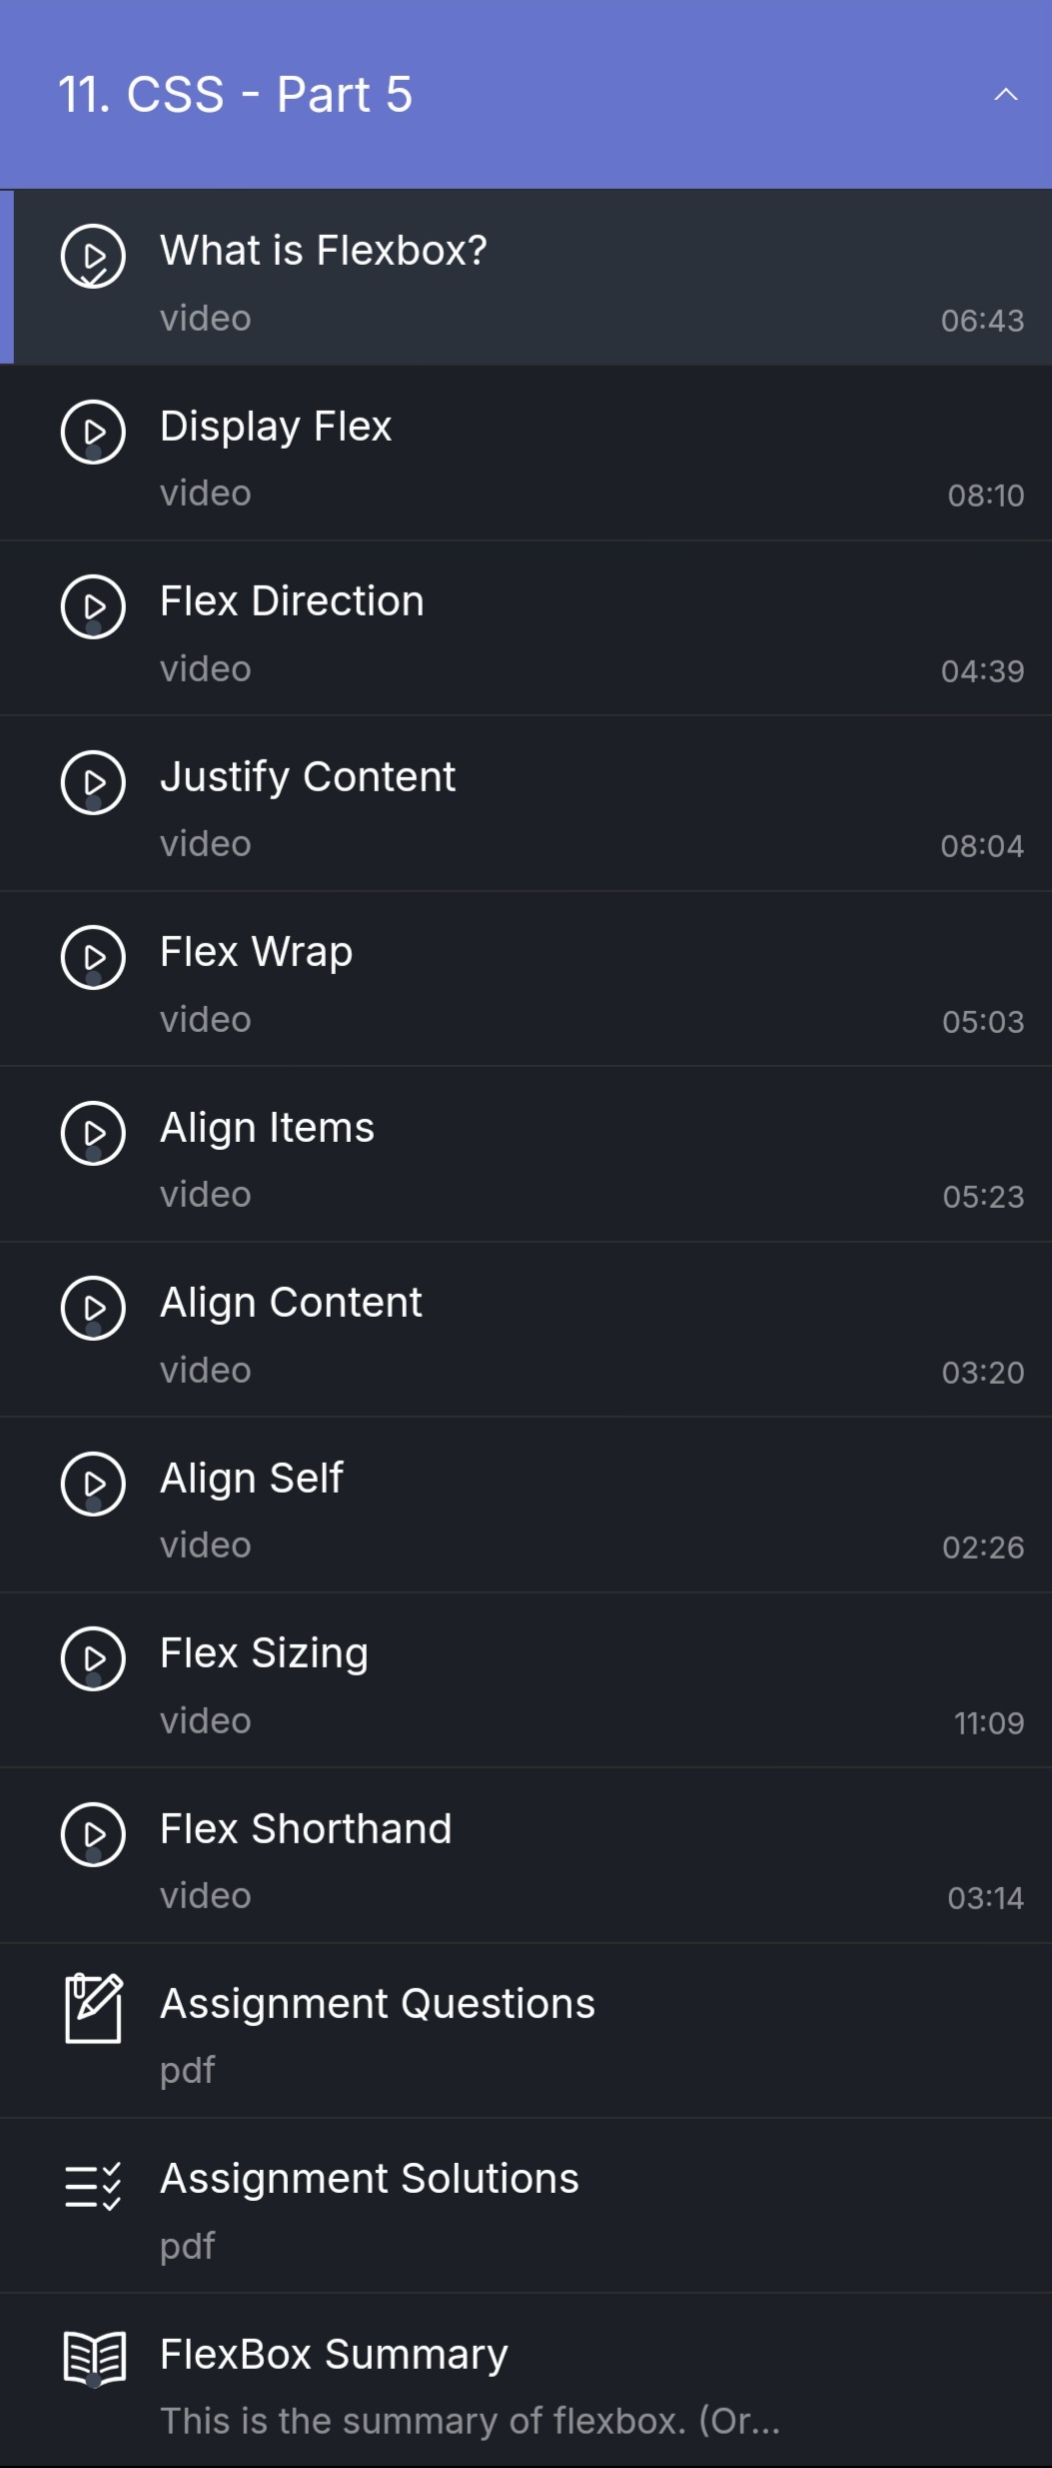 11. CSS - Part 5
What is Flexbox?
video 06:43
Display Flex
video 08:10
Flex Direction
video 04:39
Justify Content
video 08:04
Flex Wrap
video 05:03
Align Items
video 05:23
Align Content
video 03:20
Align Self
video 02:26
Flex Sizing
video 11:09
Flex Shorthand
video 03:14
Assignment Questions
pdf
Assignment Solutions
pdf
FlexBox Summary
This is the summary of flexbox. (Or...